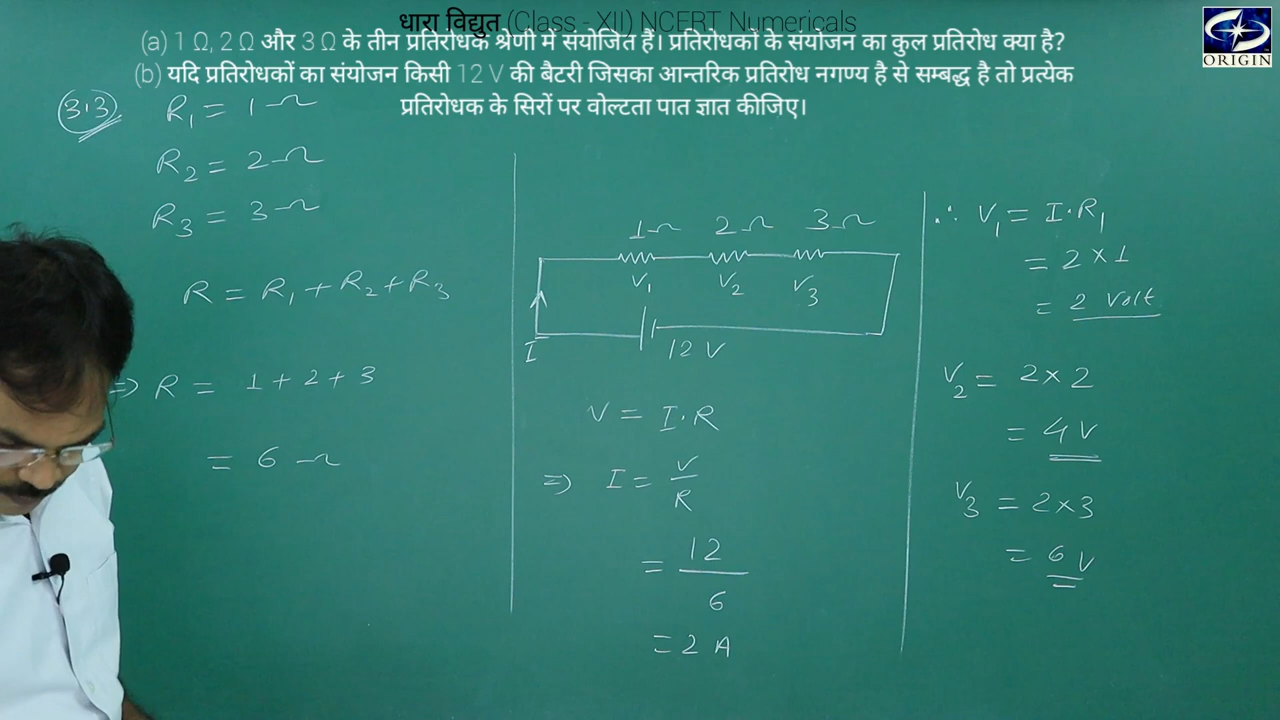 धारा विद्युत (Class - XII) NCERT Numericals
(a) 1 Ω, 2 Ω और 3 Ω के तीन प्रतिरोधक श्रेणी में संयोजित हैं। प्रतिरोधकों के संयोजन का कुल प्रतिरोध क्या है?
(b) यदि प्रतिरोधकों का संयोजन किसी 12 V की बैटरी जिसका आन्तरिक प्रतिरोध नगण्य है से सम्बद्ध है तो प्रत्येक
प्रतिरोधक के सिरों पर वोल्टता पात ज्ञात कीजिए।
ORIGIN
3.3 R₁ = 1 Ω
R₂ = 2 Ω
R₃ = 3 Ω
R = R₁ + R₂ + R₃
⇒ R = 1 + 2 + 3
= 6 Ω
1Ω 2Ω 3Ω
V₁ V₂ V₃
I 12 V
V = I·R
⇒ I = V/R
= 12/6
= 2 A
∴ V₁ = I·R₁
= 2 × 1
= 2 Volt
V₂ = 2 × 2
= 4 V
V₃ = 2 × 3
= 6 V